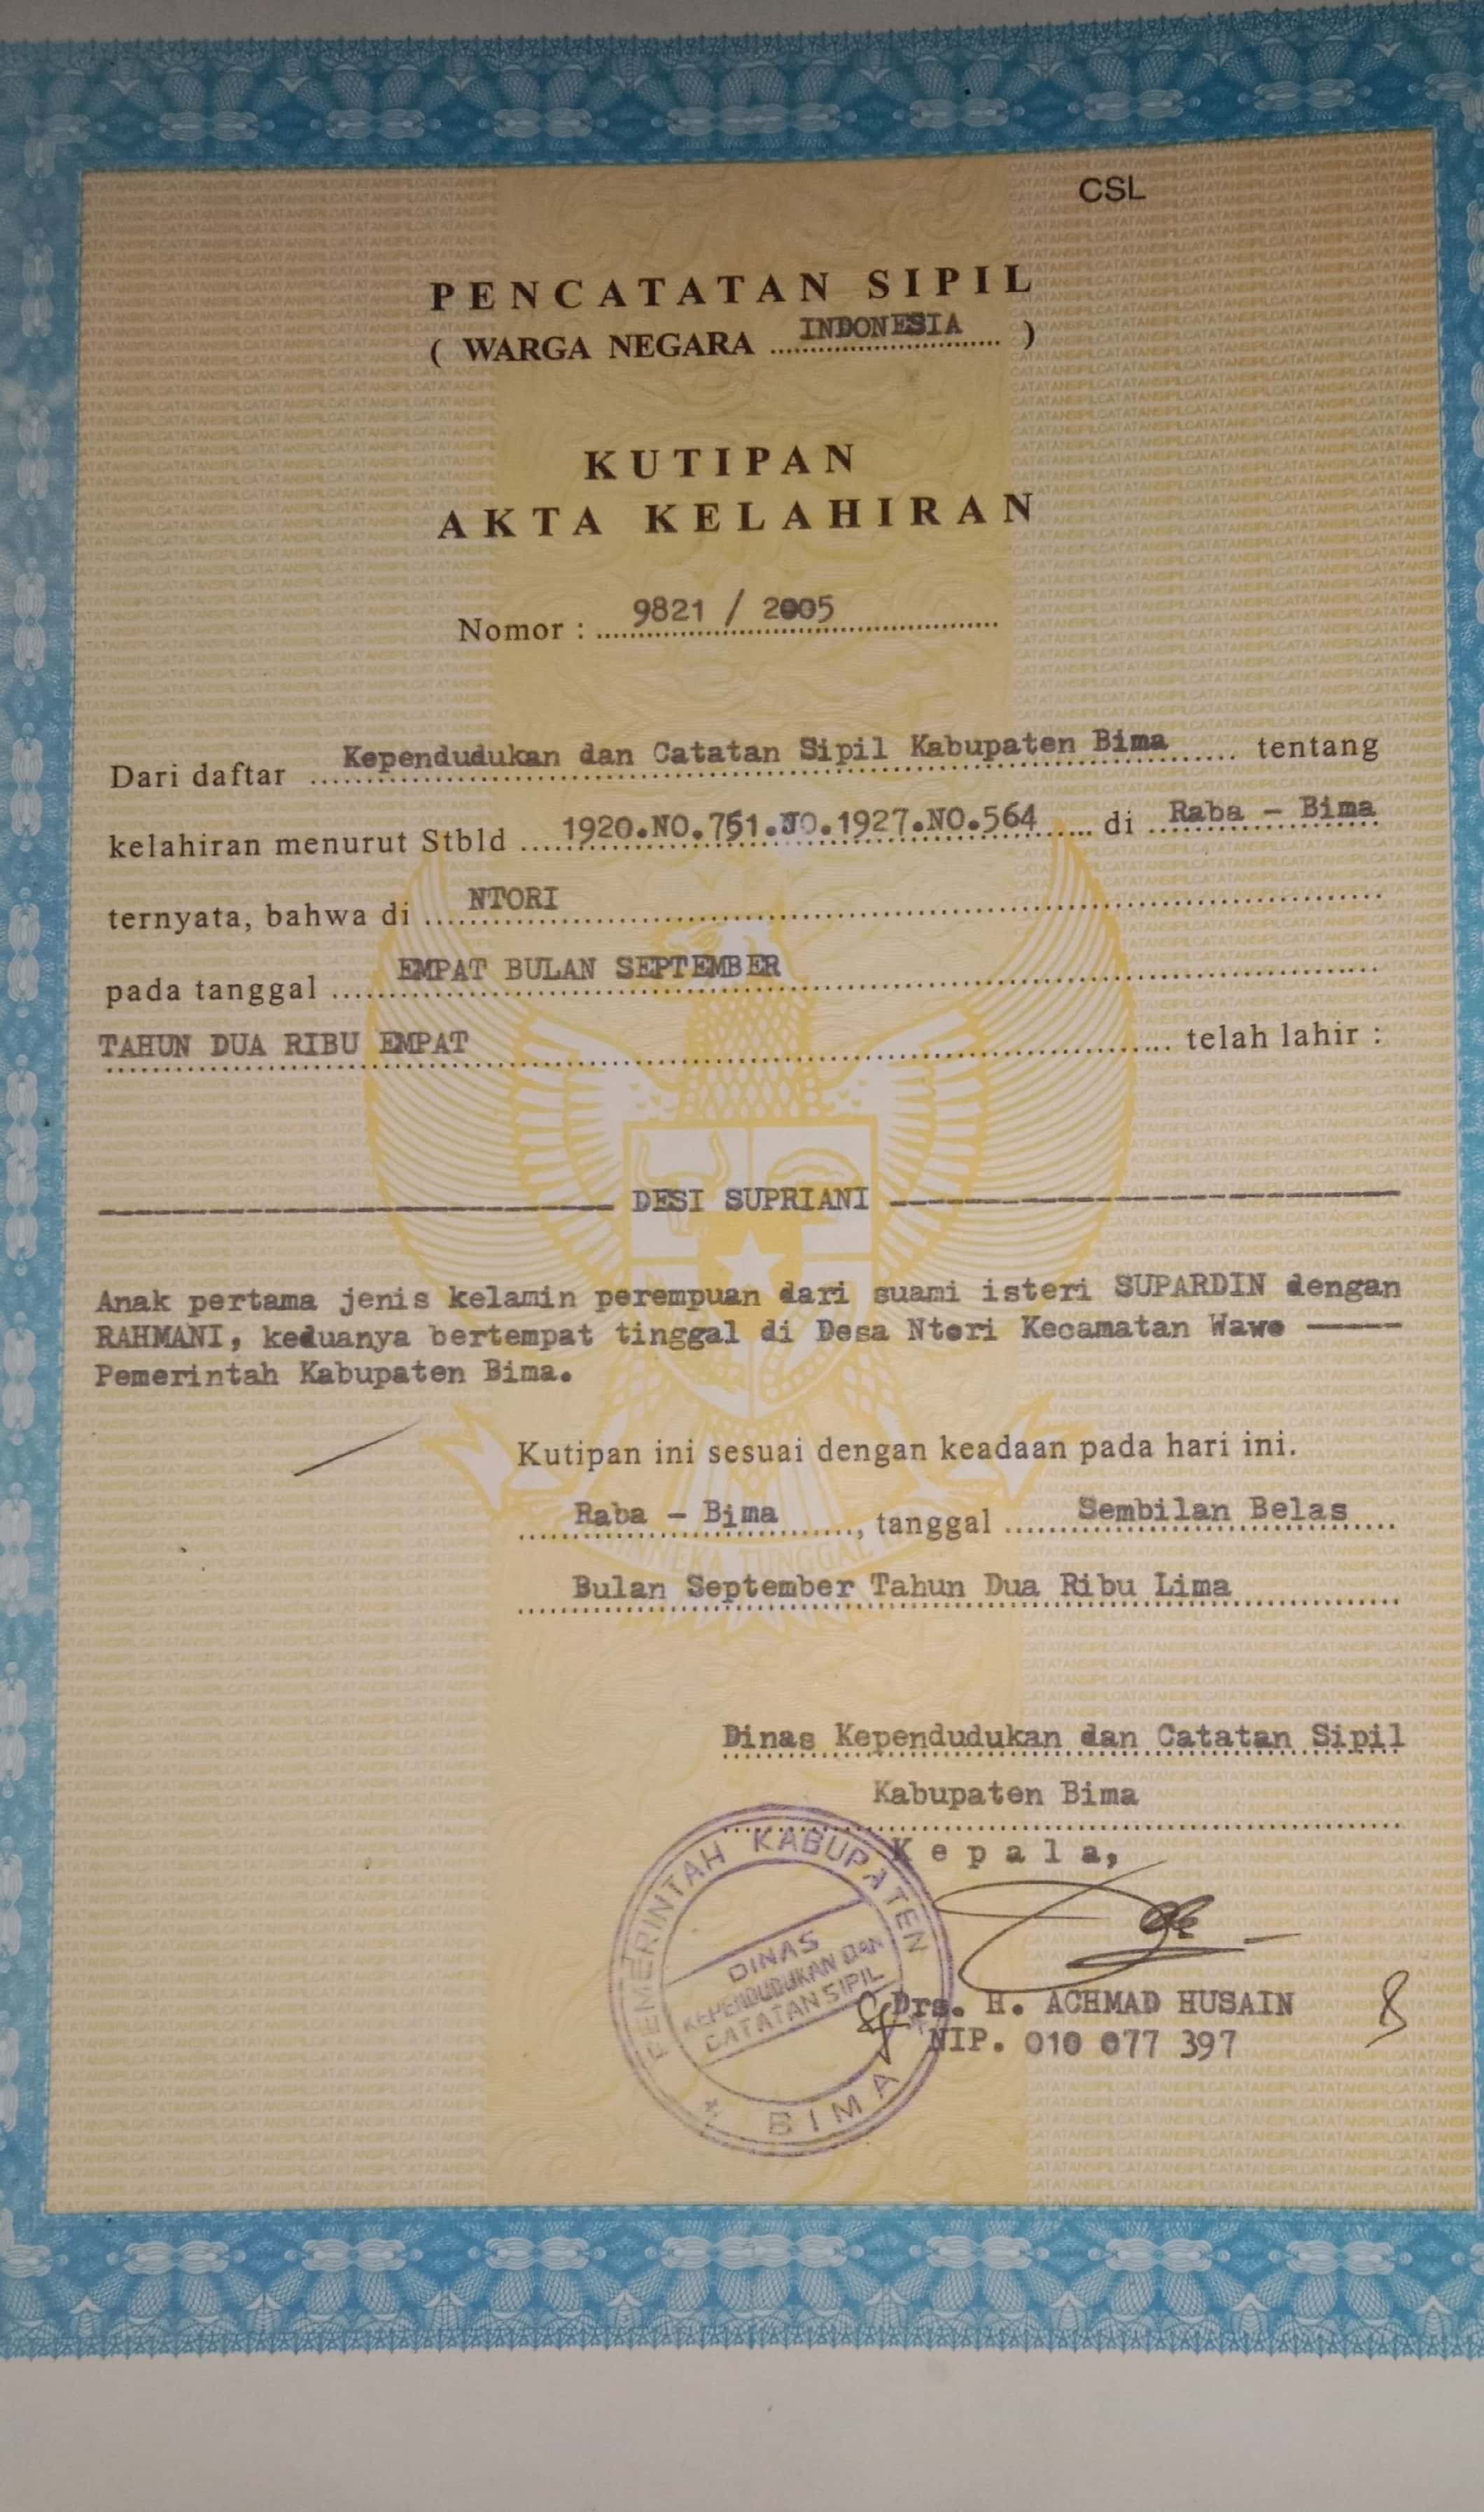 CSL
PENCATATAN SIPIL
( WARGA NEGARA INDONESIA )
KUTIPAN
AKTA KELAHIRAN
Nomor : 9821 / 2005
Dari daftar Kependudukan dan Catatan Sipil Kabupaten Bima tentang
kelahiran menurut Stbld 1920.NO.751.JO.1927.NO.564 di Raba - Bima
ternyata, bahwa di NTORI
pada tanggal EMPAT BULAN SEPTEMBER
TAHUN DUA RIBU EMPAT telah lahir :
DESI SUPRIANI
Anak pertama jenis kelamin perempuan dari suami isteri SUPARDIN dengan
RAHMANI, keduanya bertempat tinggal di Desa Ntori Kecamatan Wawo
Pemerintah Kabupaten Bima.
Kutipan ini sesuai dengan keadaan pada hari ini.
Raba - Bima, tanggal Sembilan Belas
Bulan September Tahun Dua Ribu Lima
Dinas Kependudukan dan Catatan Sipil
Kabupaten Bima
Kepala,
PEMERINTAH KABUPATEN
DINAS
KEPENDUDUKAN DAN
CATATAN SIPIL
BIMA
Drs. H. ACHMAD HUSAIN
NIP. 010 077 397